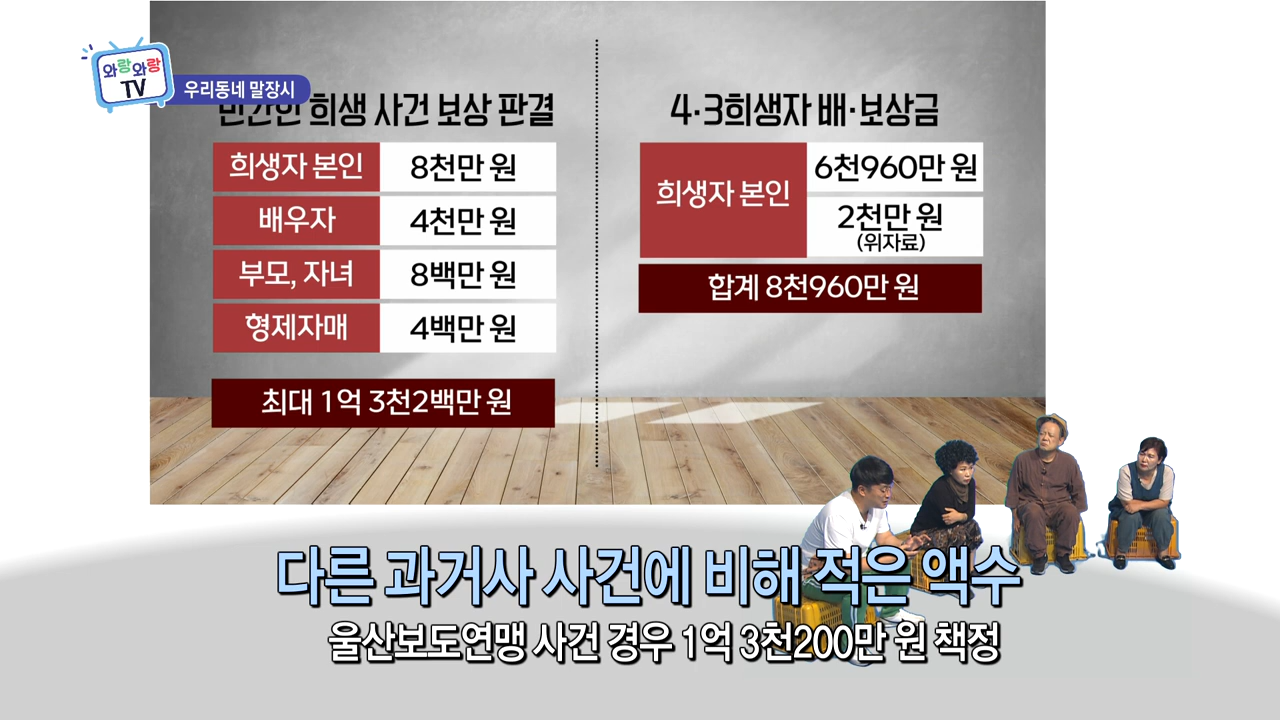 와랑와랑
TV
우리동네 말장시
민간인 희생 사건 보상 판결
희생자 본인 8천만 원
배우자 4천만 원
부모, 자녀 8백만 원
형제자매 4백만 원
최대 1억 3천2백만 원
4·3희생자 배·보상금
희생자 본인
6천960만 원
2천만 원
(위자료)
합계 8천960만 원
다른 과거사 사건에 비해 적은 액수
울산보도연맹 사건 경우 1억 3천200만 원 책정